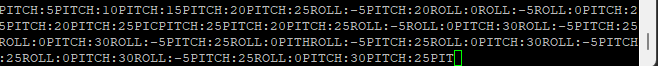 PITCH:5PITCH:10PITCH:15PITCH:20PITCH:25ROLL:-5PITCH:20ROLL:0ROLL:-5ROLL:0PITCH:2
5PITCH:20PITCH:25PICPITCH:25PITCH:20PITCH:20ROLL:-5ROLL:0PITCH:30ROLL:-5PITCH:25
ROLL:0PITCH:30ROLL:-5PITCH:25ROLL:0PITHROLL:-5PITCH:25ROLL:0PITCH:30ROLL:-5PITCH
:25ROLL:0PITCH:30ROLL:-5PITCH:25ROLL:0PITCH:30PITCH:25PIT